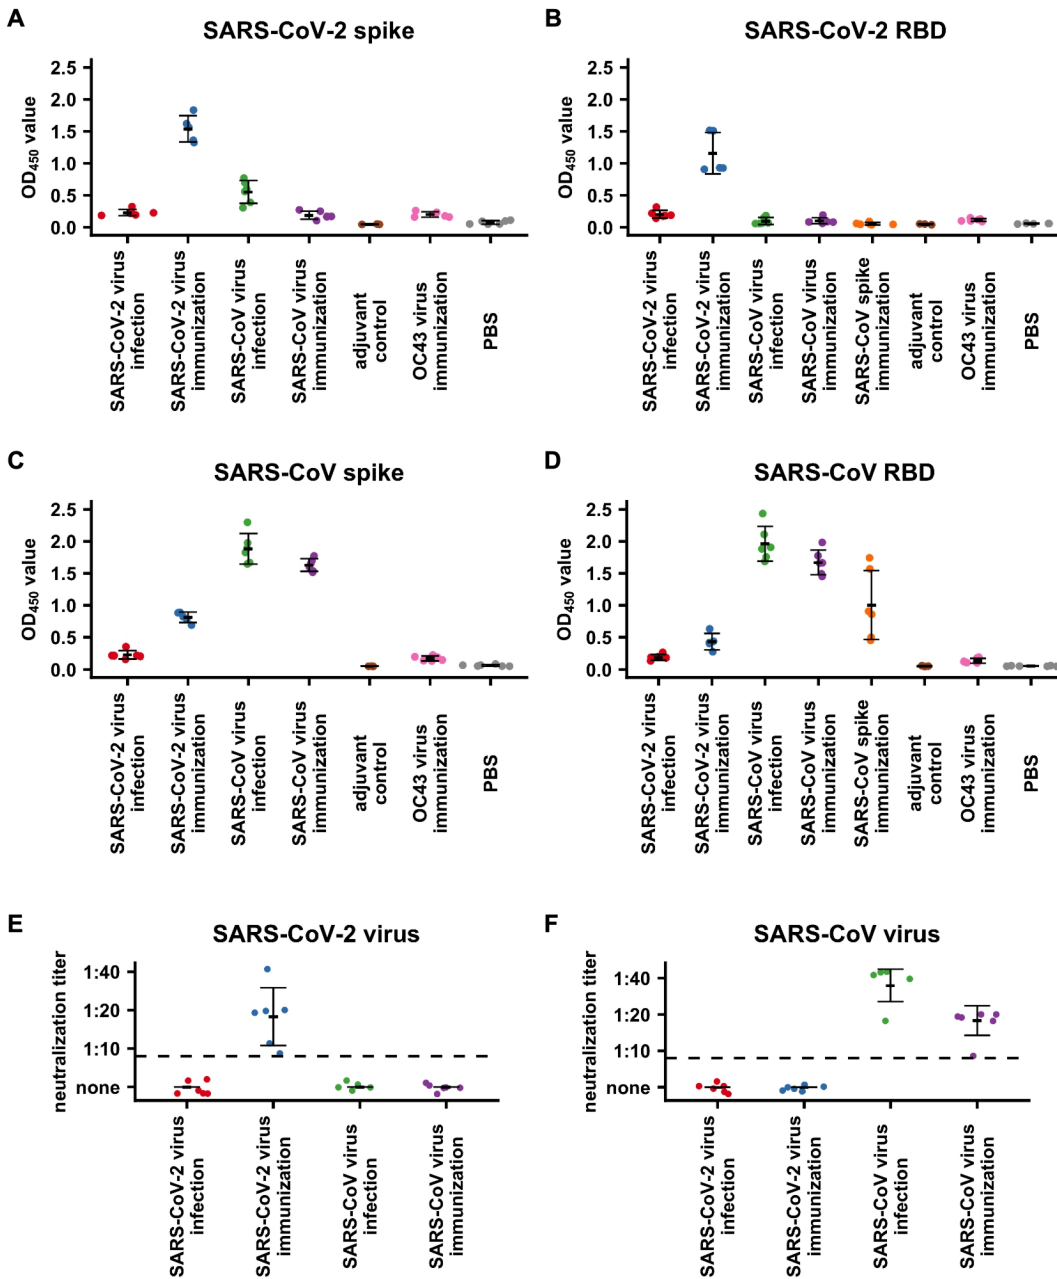 A
SARS-CoV-2 spike
OD450 value
2.5
2.0
1.5
1.0
0.5
0.0
SARS-CoV-2 virus
infection
SARS-CoV-2 virus
immunization
SARS-CoV virus
infection
SARS-CoV virus
immunization
adjuvant
control
OC43 virus
immunization
PBS
B
SARS-CoV-2 RBD
OD450 value
2.5
2.0
1.5
1.0
0.5
0.0
SARS-CoV-2 virus
infection
SARS-CoV-2 virus
immunization
SARS-CoV virus
infection
SARS-CoV virus
immunization
SARS-CoV spike
immunization
adjuvant
control
OC43 virus
immunization
PBS
C
SARS-CoV spike
OD450 value
2.5
2.0
1.5
1.0
0.5
0.0
SARS-CoV-2 virus
infection
SARS-CoV-2 virus
immunization
SARS-CoV virus
infection
SARS-CoV virus
immunization
adjuvant
control
OC43 virus
immunization
PBS
D
SARS-CoV RBD
OD450 value
2.5
2.0
1.5
1.0
0.5
0.0
SARS-CoV-2 virus
infection
SARS-CoV-2 virus
immunization
SARS-CoV virus
infection
SARS-CoV virus
immunization
SARS-CoV spike
immunization
adjuvant
control
OC43 virus
immunization
PBS
E
SARS-CoV-2 virus
neutralization titer
1:40
1:20
1:10
none
SARS-CoV-2 virus
infection
SARS-CoV-2 virus
immunization
SARS-CoV virus
infection
SARS-CoV virus
immunization
F
SARS-CoV virus
neutralization titer
1:40
1:20
1:10
none
SARS-CoV-2 virus
infection
SARS-CoV-2 virus
immunization
SARS-CoV virus
infection
SARS-CoV virus
immunization